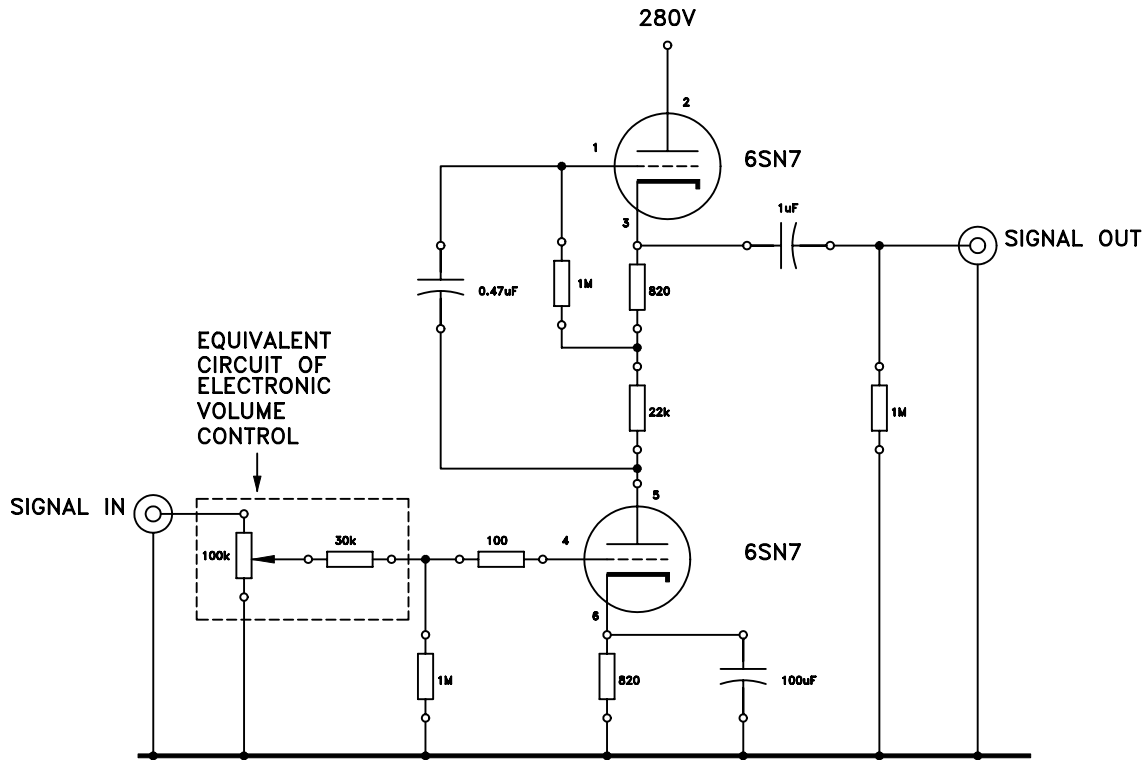 280V
2
1
6SN7
3
1uF
SIGNAL OUT
0.47uF
1M
820
EQUIVALENT
CIRCUIT OF
ELECTRONIC
VOLUME
CONTROL
22k
1M
SIGNAL IN
5
100k
30k
100
4
6SN7
6
1M
820
100uF